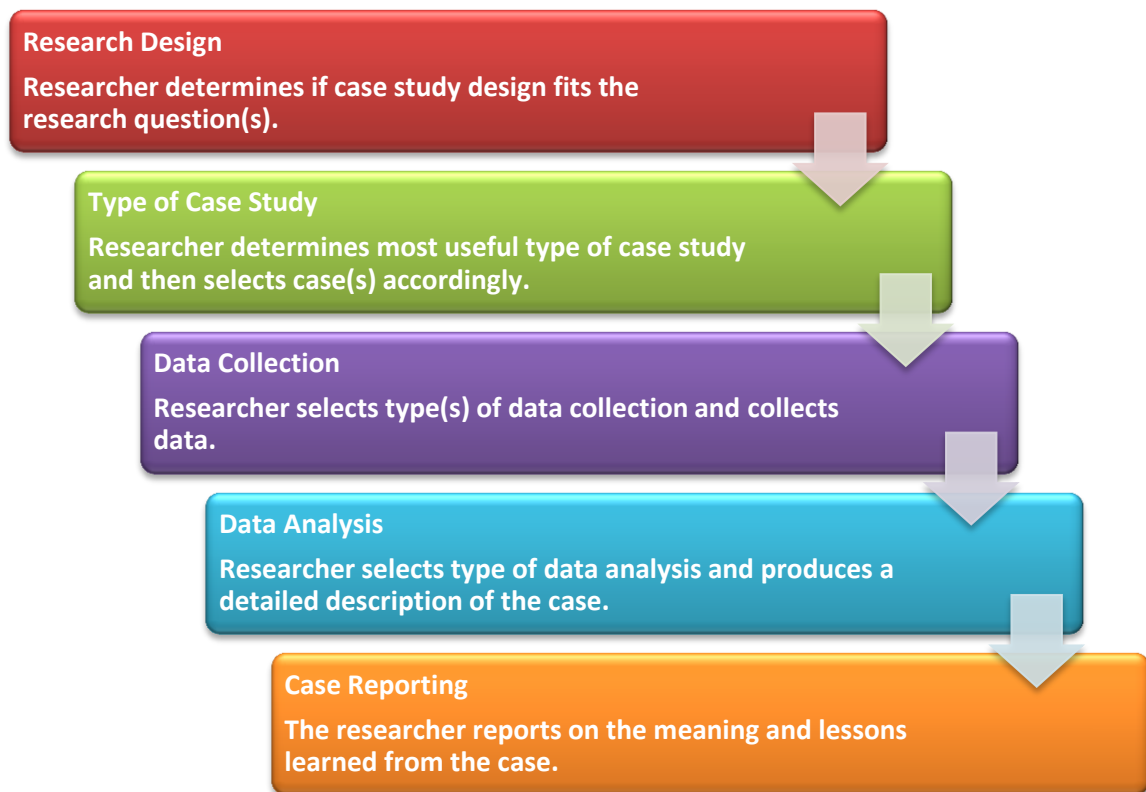 Research Design
Researcher determines if case study design fits the
research question(s).
Type of Case Study
Researcher determines most useful type of case study
and then selects case(s) accordingly.
Data Collection
Researcher selects type(s) of data collection and collects
data.
Data Analysis
Researcher selects type of data analysis and produces a
detailed description of the case.
Case Reporting
The researcher reports on the meaning and lessons
learned from the case.